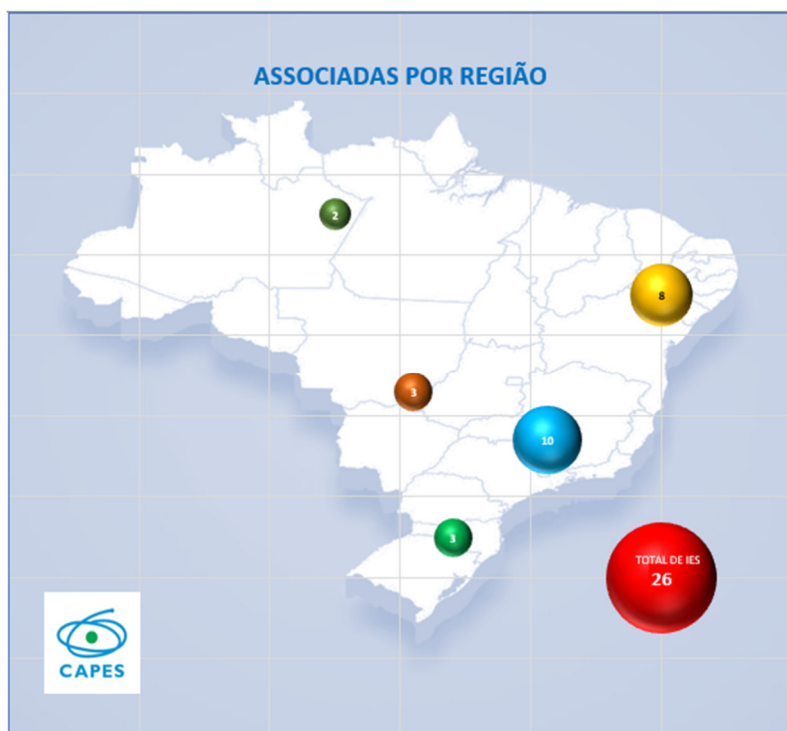 ASSOCIADAS POR REGIÃO
2
8
3
10
3
TOTAL DE IES
26
CAPES